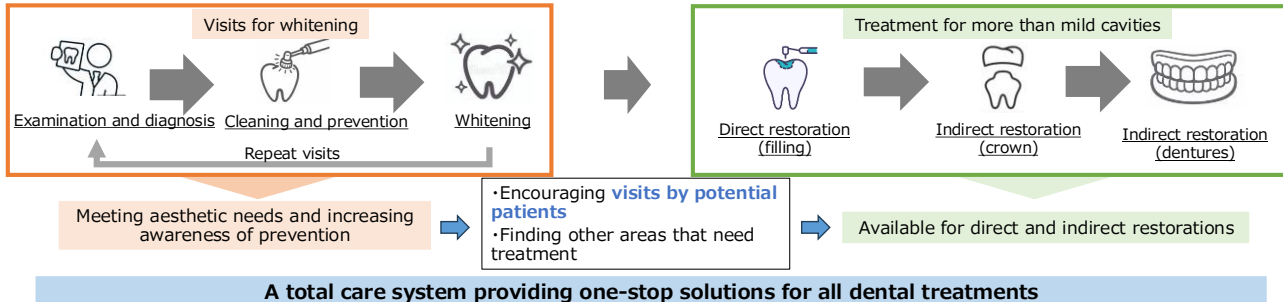 Visits for whitening
Examination and diagnosis
Cleaning and prevention
Whitening
Repeat visits
Treatment for more than mild cavities
Direct restoration
(filling)
Indirect restoration
(crown)
Indirect restoration
(dentures)
Meeting aesthetic needs and increasing
awareness of prevention
・Encouraging visits by potential
patients
・Finding other areas that need
treatment
Available for direct and indirect restorations
A total care system providing one-stop solutions for all dental treatments